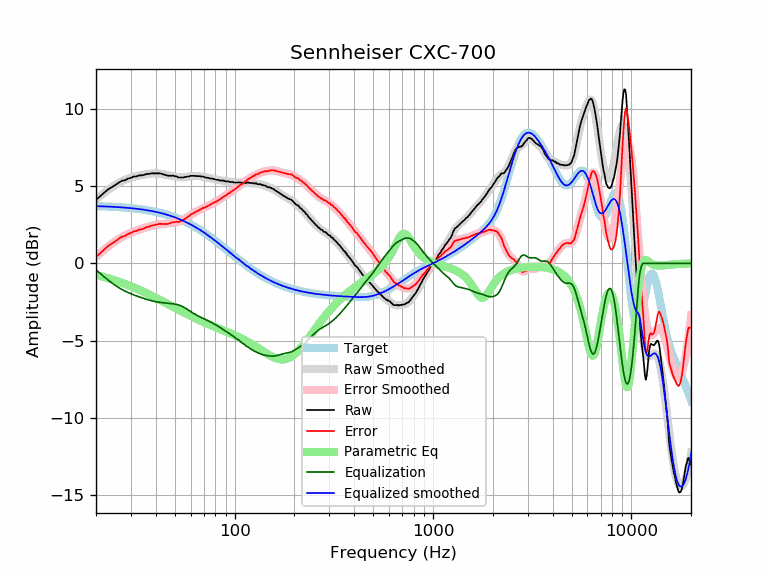 Sennheiser CXC-700
Amplitude (dBr)
10
5
0
−5
−10
−15
Target
Raw Smoothed
Error Smoothed
Raw
Error
Parametric Eq
Equalization
Equalized smoothed
100
1000
10000
Frequency (Hz)